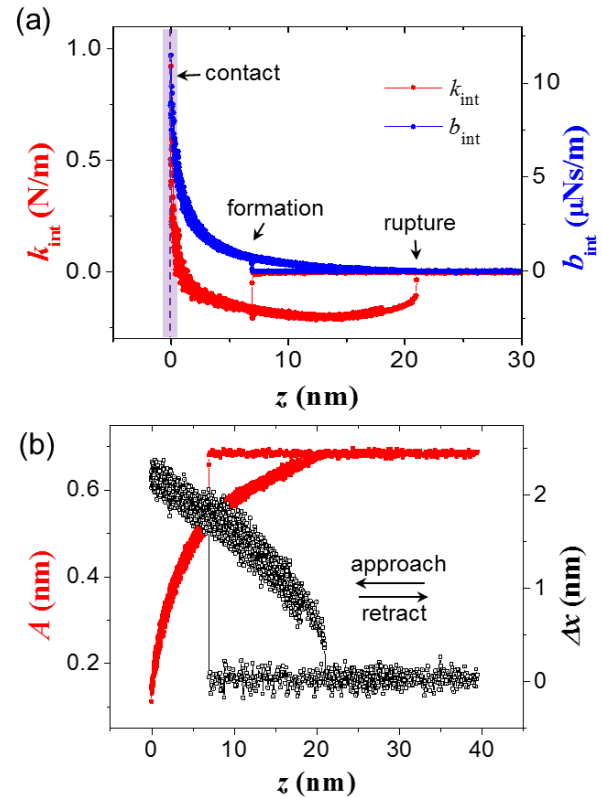 (a)
1.0
0.5
0.0
k_int (N/m)
contact
formation
rupture
k_int
b_int
10
5
0
b_int (μNs/m)
0
10
20
30
z (nm)
(b)
0.6
0.4
0.2
A (nm)
approach
retract
2
1
0
Δx (nm)
0
10
20
30
40
z (nm)